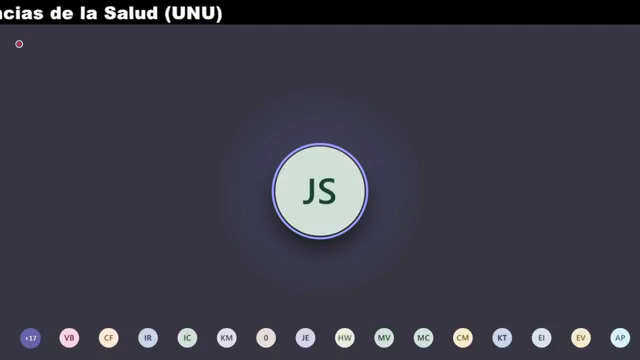 ncias de la Salud (UNU)
JS
+17 VB CF IR IC KM 0 JE HW MV MC CM KT EI EV AP